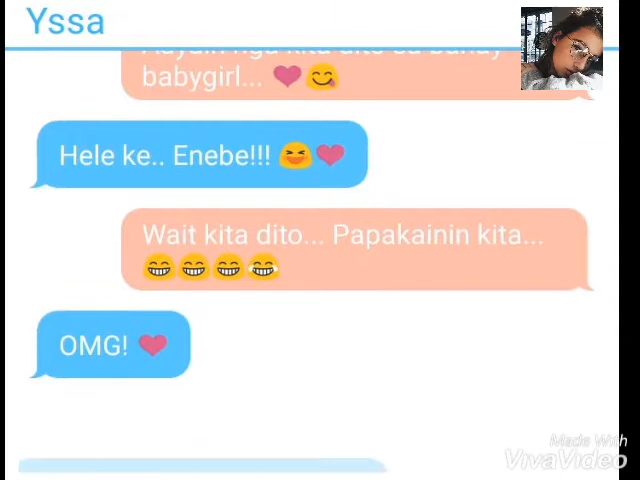 Yssa
babygirl... ❤😋
Hele ke.. Enebe!!! 😆❤
Wait kita dito... Papakainin kita...
😁😁😁😂
OMG! ❤
Made With
VivaVideo